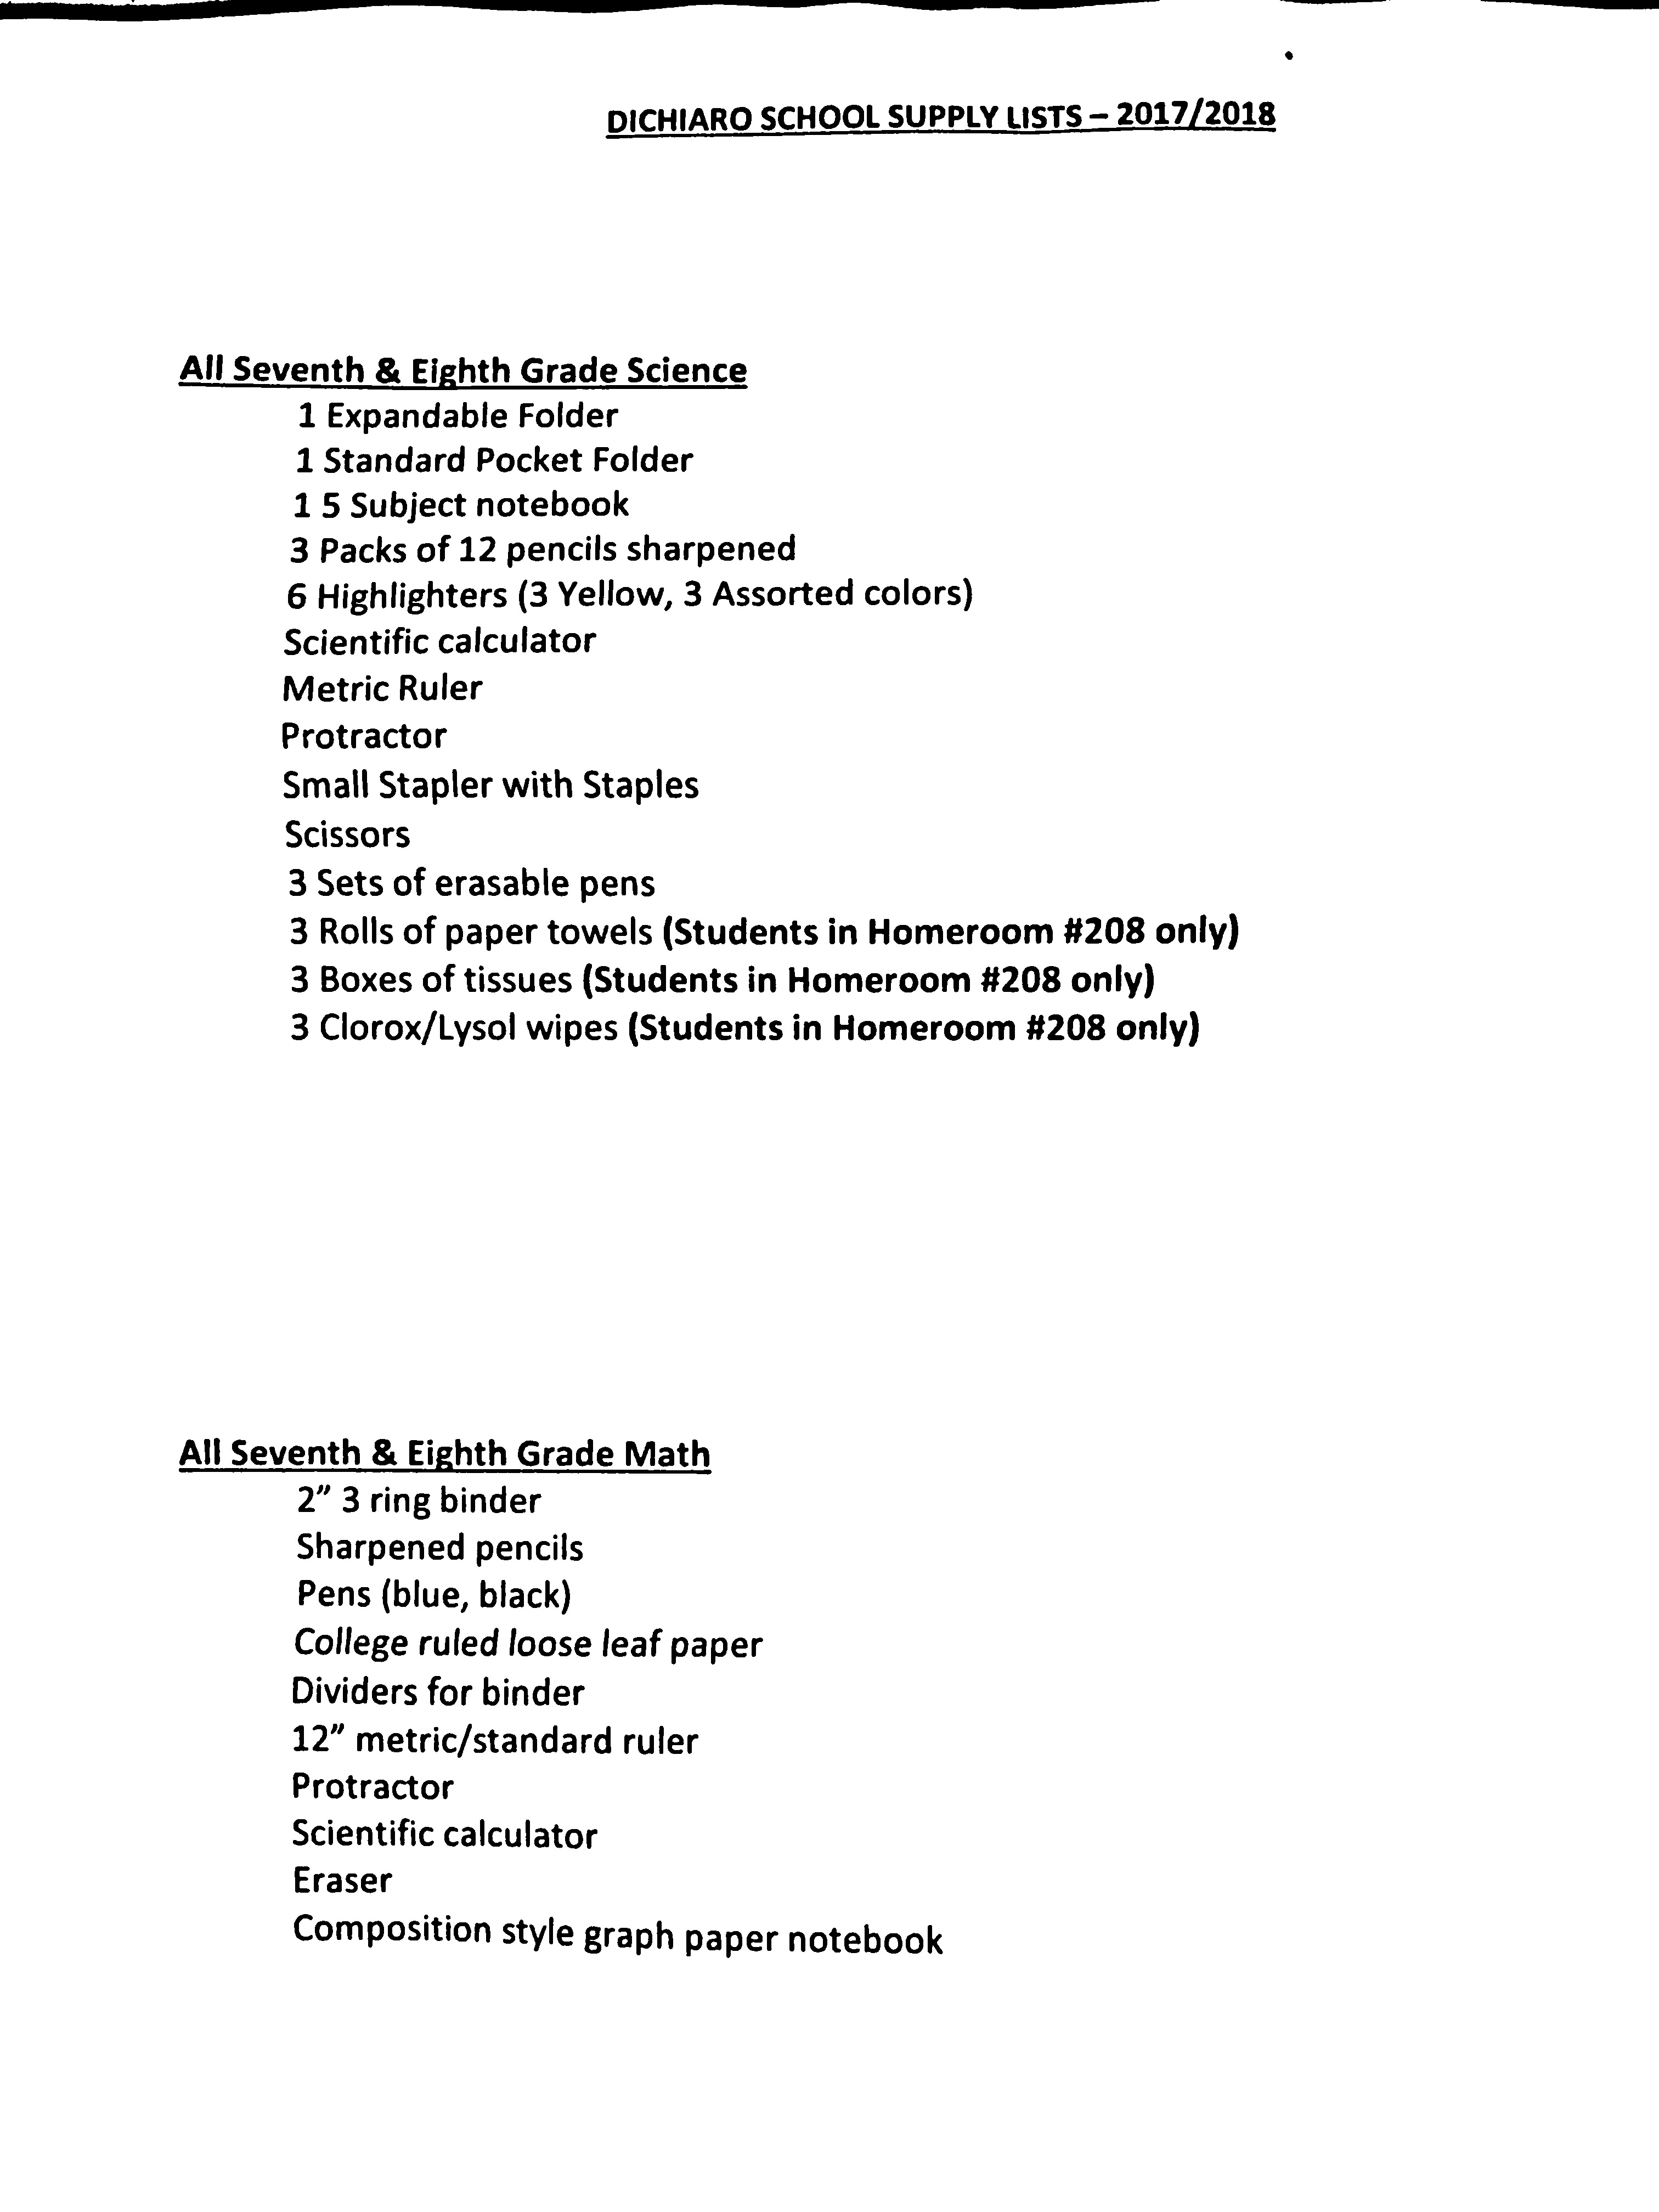 DICHIARO SCHOOL SUPPLY LISTS – 2017/2018
All Seventh & Eighth Grade Science
1 Expandable Folder
1 Standard Pocket Folder
1 5 Subject notebook
3 Packs of 12 pencils sharpened
6 Highlighters (3 Yellow, 3 Assorted colors)
Scientific calculator
Metric Ruler
Protractor
Small Stapler with Staples
Scissors
3 Sets of erasable pens
3 Rolls of paper towels (Students in Homeroom #208 only)
3 Boxes of tissues (Students in Homeroom #208 only)
3 Clorox/Lysol wipes (Students in Homeroom #208 only)
All Seventh & Eighth Grade Math
2” 3 ring binder
Sharpened pencils
Pens (blue, black)
College ruled loose leaf paper
Dividers for binder
12” metric/standard ruler
Protractor
Scientific calculator
Eraser
Composition style graph paper notebook